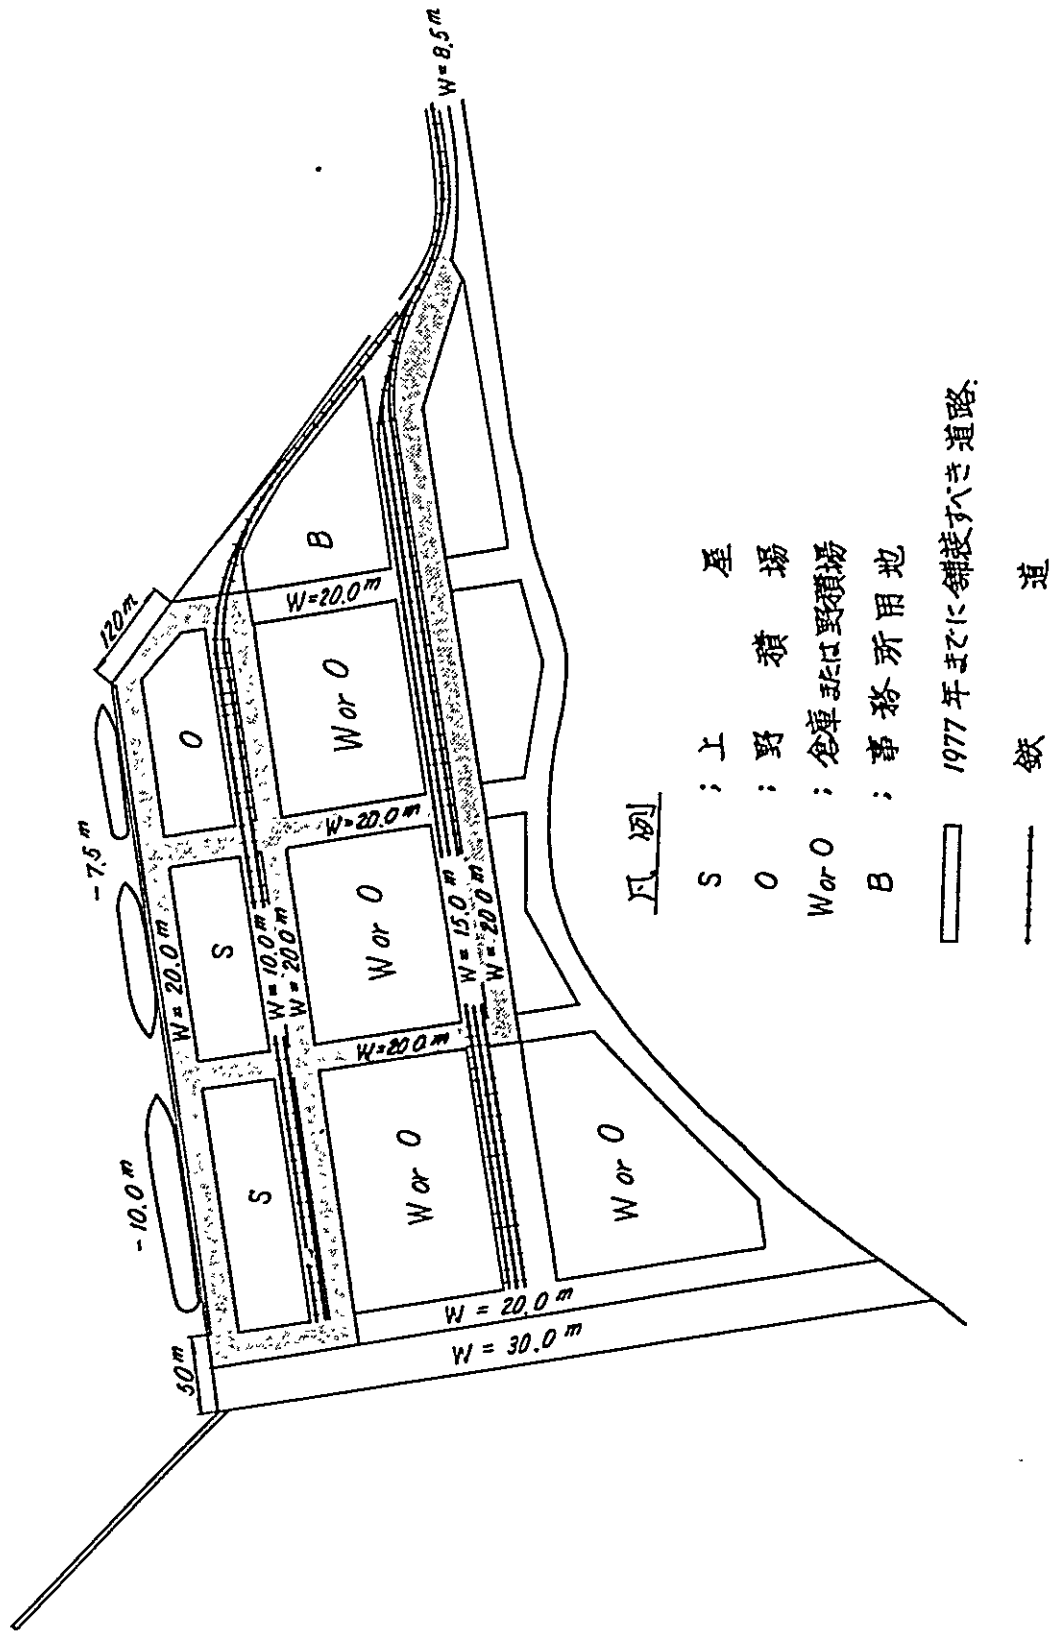 W=8.5m
120m
-7.5m
-10.0m
50m
O
S
S
B
W=20.0m
W=20.0m
W=10.0m
W=20.0m
W=20.0m
W=20.0m
W=15.0m
W=20.0m
W=20.0m
W or O
W or O
W or O
W or O
W = 20.0m
W = 30.0m
凡例
S ; 上屋
O ; 野積場
W or O ; 倉庫または野積場
B ; 事務所用地
1977年までに舗装すべき道路.
鉄道